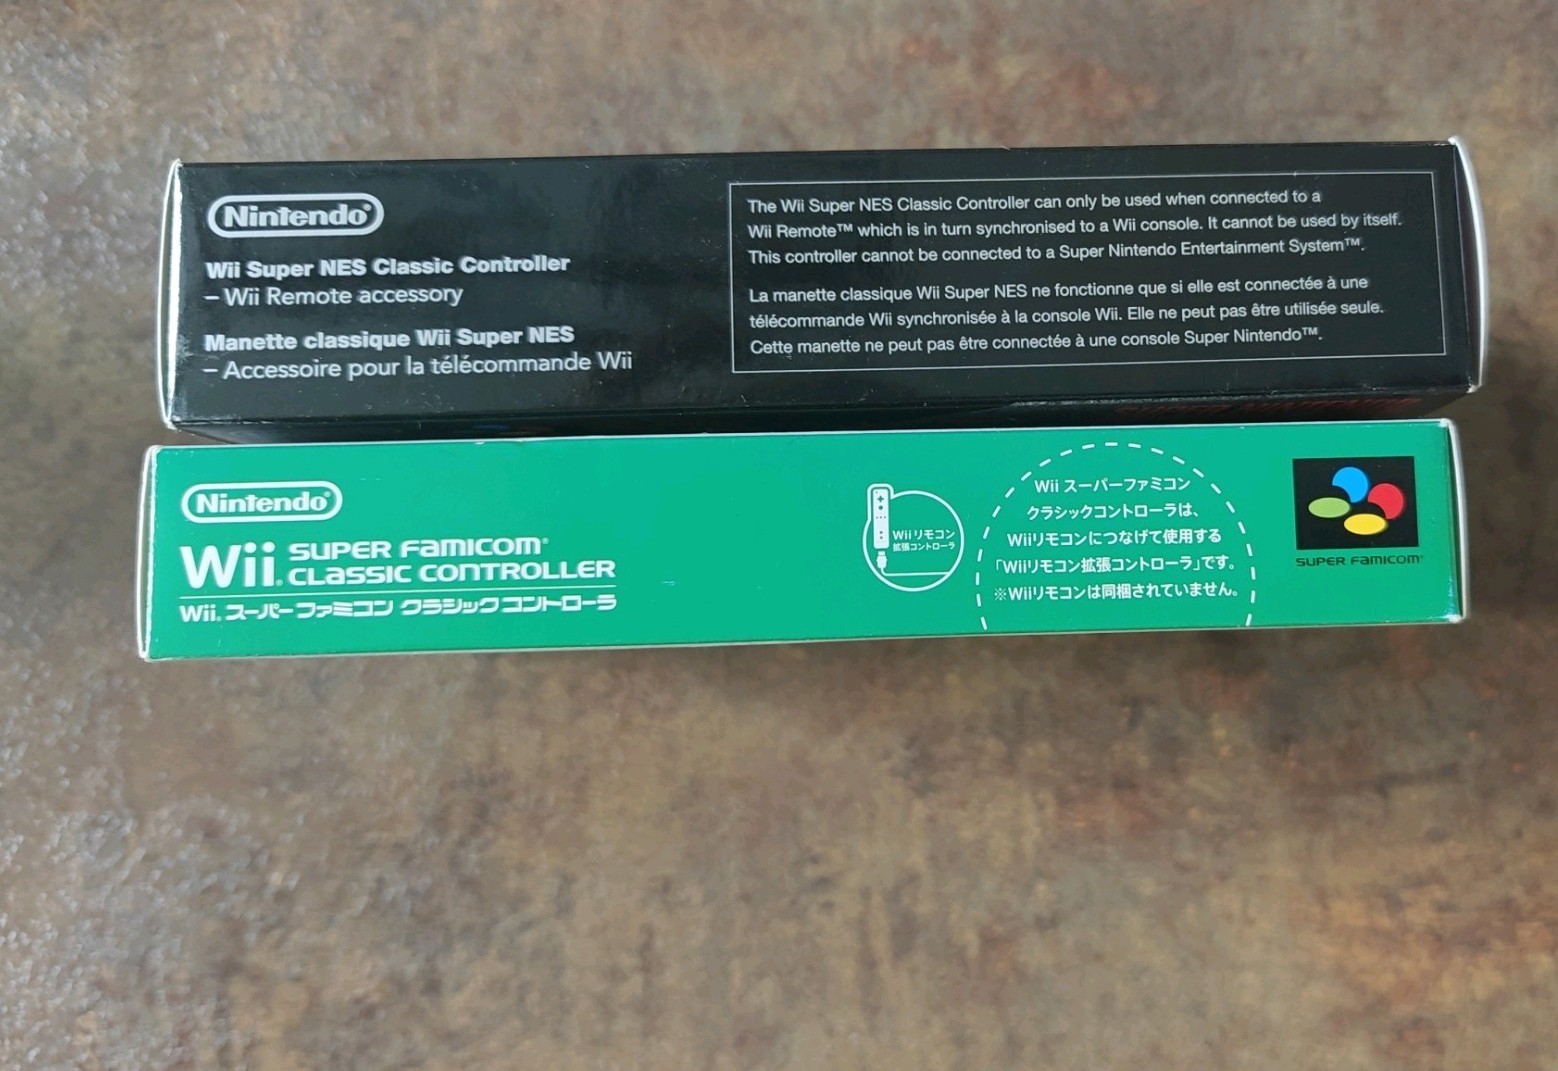 Nintendo®
Wii Super NES Classic Controller
– Wii Remote accessory
Manette classique Wii Super NES
– Accessoire pour la télécommande Wii
The Wii Super NES Classic Controller can only be used when connected to a
Wii Remote™ which is in turn synchronised to a Wii console. It cannot be used by itself.
This controller cannot be connected to a Super Nintendo Entertainment System™.
La manette classique Wii Super NES ne fonctionne que si elle est connectée à une
télécommande Wii synchronisée à la console Wii. Elle ne peut pas être utilisée seule.
Cette manette ne peut pas être connectée à une console Super Nintendo™.
Nintendo®
Wii. SUPER FAMICOM®
CLASSIC CONTROLLER
Wii. スーパーファミコン クラシックコントローラ
Wiiリモコン
拡張コントローラ
Wii スーパーファミコン
クラシックコントローラは、
Wiiリモコンにつなげて使用する
「Wiiリモコン拡張コントローラ」です。
※Wiiリモコンは同梱されていません。
SUPER FAMICOM®